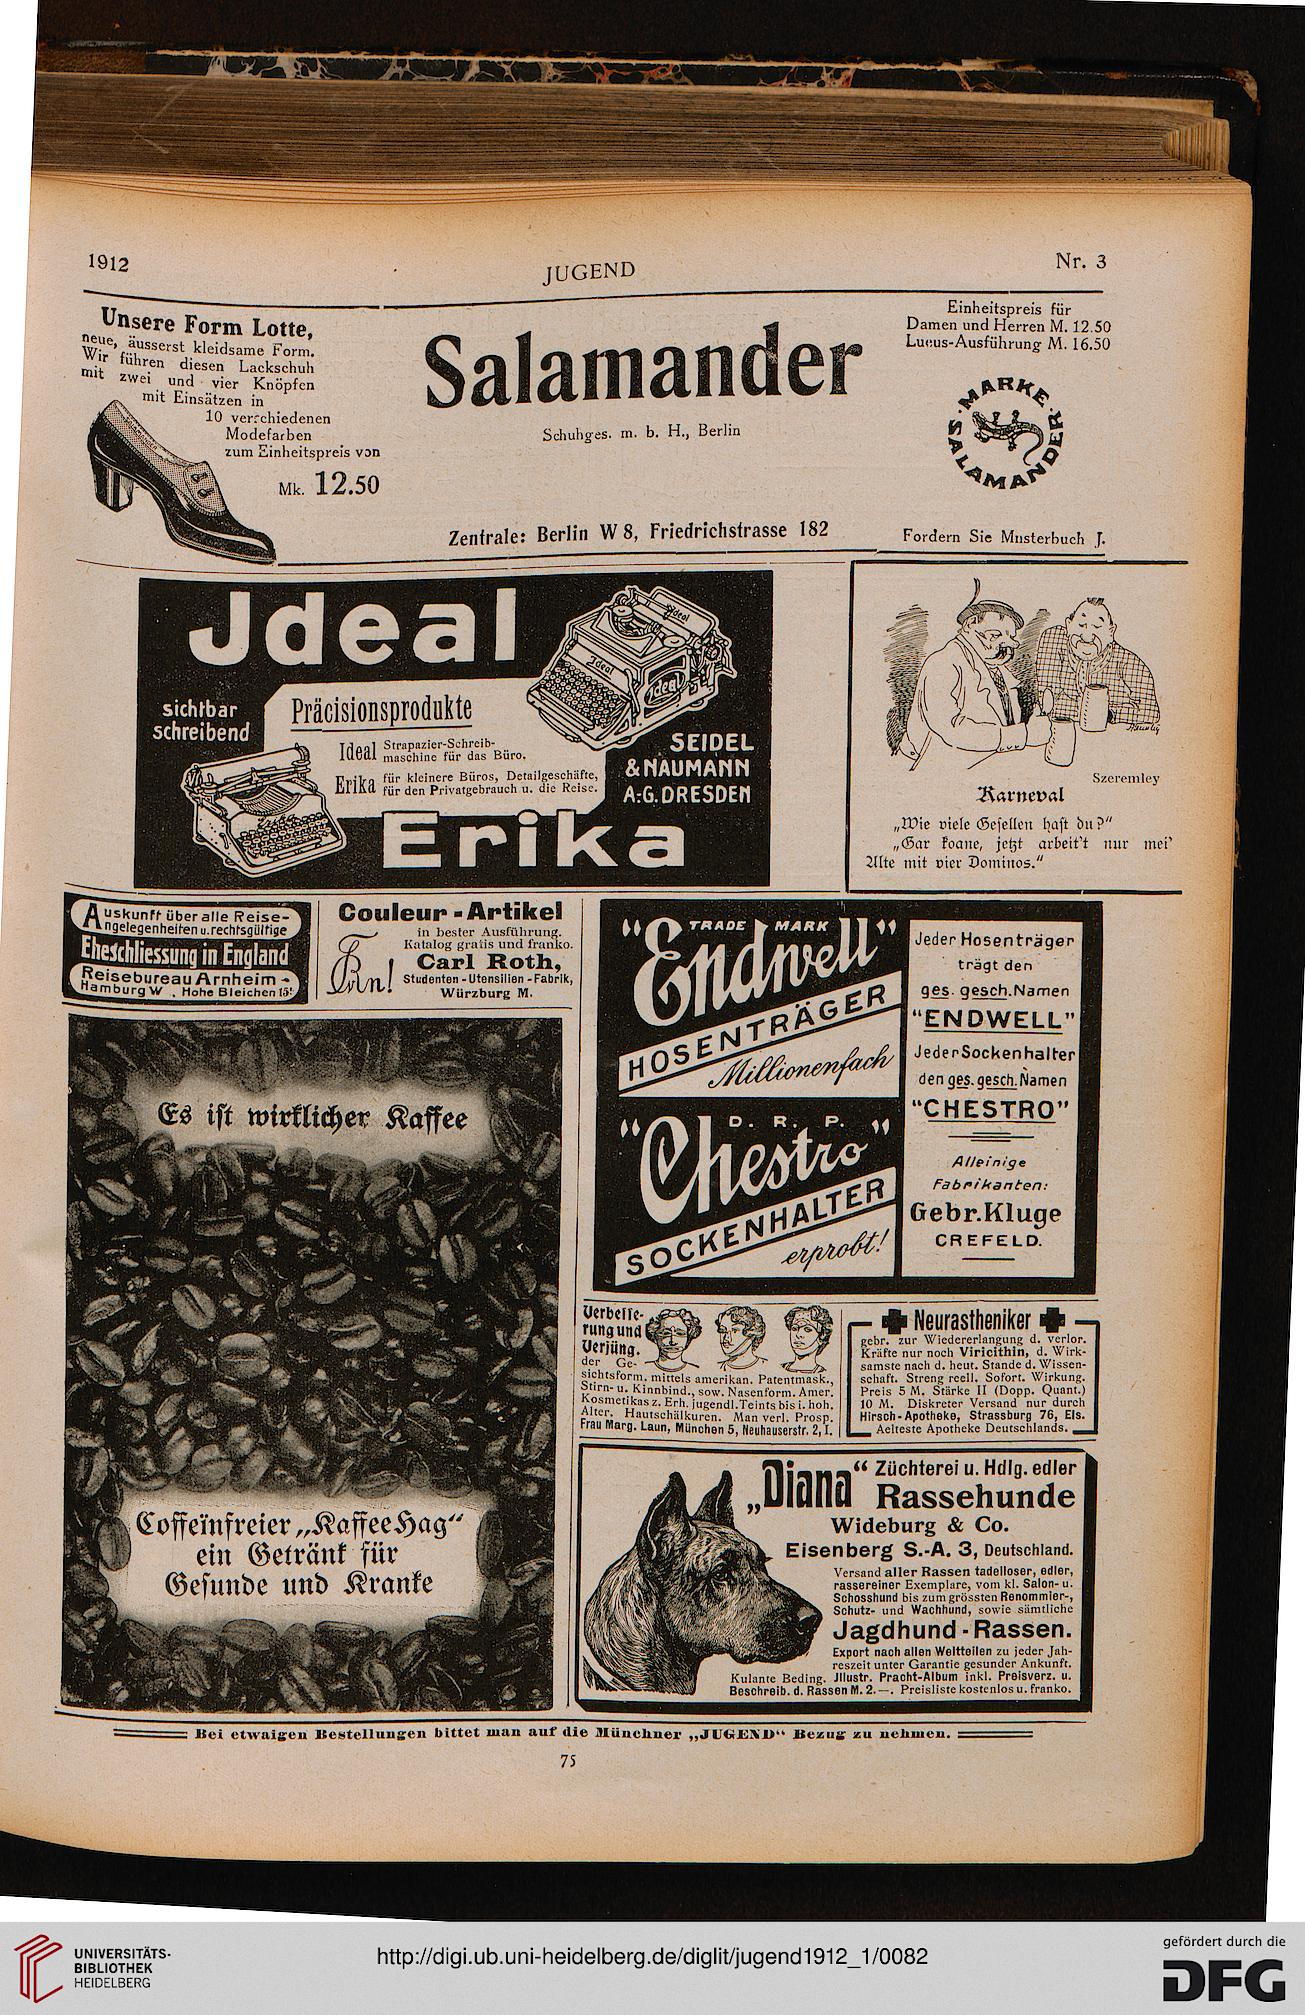 1912
JUGEND
Nr. 3
Unsere Form Lotte,
neue, äusserst kleidsame Form.
Wir führen diesen Lackschuh
mit zwei und vier Knöpfen
mit Einsätzen in
10 verschiedenen
Modefarben
zum Einheitspreis von
Mk. 12.50
Salamander
Schuhges. m. b. H., Berlin
Zentrale: Berlin W 8, Friedrichstrasse 182
Einheitspreis für
Damen und Herren M. 12.50
Luxus-Ausführung M. 16.50
MARKE
SALAMANDER
Fordern Sie Musterbuch J.
Jdeal
sichtbar
schreibend
Präcisionsprodukte
Ideal Strapazier-Schreib-
maschine für das Büro.
Erika für kleinere Büros, Detailgeschäfte,
für den Privatgebrauch u. die Reise.
SEIDEL
& NAUMANN
A.-G. DRESDEN
Erika
Szeremley
Karneval
„Wie viele Gesellen hast du?"
„Gar koane, jetzt arbeit't nur mei'
Alte mit vier Dominos."
Auskunft über alle Reise-
Angelegenheiten u. rechtsgültige
Eheschliessung in England
Reisebureau Arnheim
Hamburg W, Hohe Bleichen 15.
Couleur-Artikel
in bester Ausführung.
Katalog gratis und franko.
Carl Roth,
Studenten-Utensilien-Fabrik,
Würzburg M.
"Endwell"
TRADE MARK
HOSENTRÄGER
Millionenfach
"Chestro"
D. R. P.
SOCKENHALTER
erprobt!
Jeder Hosenträger
trägt den
ges. gesch. Namen
"ENDWELL"
Jeder Sockenhalter
den ges. gesch. Namen
"CHESTRO"
Alleinige
Fabrikanten:
Gebr. Kluge
CREFELD.
Es ist wirklicher Kaffee
Coffeïnfreier „Kaffee Hag"
ein Getränk für
Gesunde und Kranke
Verbesse-
rung und
Verjüng.
der Ge-
sichtsform. mittels amerikan. Patentmask.,
Stirn- u. Kinnbind., sow. Nasenform. Amer.
Kosmetikas z. Erh. jugendl. Teints bis i. hoh.
Alter. Hautschälkuren. Man verl. Prosp.
Frau Marg. Laun, München 5, Neuhauserstr. 2, I.
Neurastheniker
gebr. zur Wiedererlangung d. verlor.
Kräfte nur noch Viricithin, d. Wirk-
samste nach d. heut. Stande d. Wissen-
schaft. Streng reell. Sofort. Wirkung.
Preis 5 M. Stärke II (Dopp. Quant.)
10 M. Diskreter Versand nur durch
Hirsch-Apotheke, Strassburg 76, Els.
Aelteste Apotheke Deutschlands.
„Diana" Züchterei u. Hdlg. edler
Rassehunde
Wideburg & Co.
Eisenberg S.-A. 3, Deutschland.
Versand aller Rassen tadelloser, edler,
rassereiner Exemplare, vom kl. Salon- u.
Schosshund bis zum grössten Renommier-,
Schutz- und Wachhund, sowie sämtliche
Jagdhund-Rassen.
Export nach allen Weltteilen zu jeder Jah-
reszeit unter Garantie gesunder Ankunft.
Kulante Beding. Jllustr. Pracht-Album inkl. Preisverz. u.
Beschreib. d. Rassen M. 2.—. Preisliste kostenlos u. franko.
Bei etwaigen Bestellungen bittet man auf die Münchner „JUGEND" Bezug zu nehmen.
75
UNIVERSITÄTS-
BIBLIOTHEK
HEIDELBERG
http://digi.ub.uni-heidelberg.de/diglit/jugend1912_1/0082
gefördert durch die
DFG